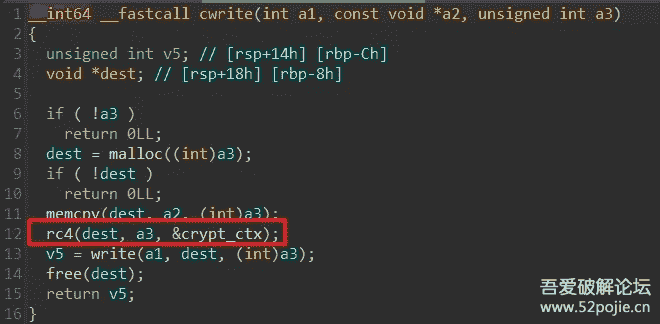 1 __int64 __fastcall cwrite(int a1, const void *a2, unsigned int a3)
2 {
3 unsigned int v5; // [rsp+14h] [rbp-Ch]
4 void *dest; // [rsp+18h] [rbp-8h]
5
6 if ( !a3 )
7 return 0LL;
8 dest = malloc((int)a3);
9 if ( !dest )
10 return 0LL;
11 memcpy(dest, a2, (int)a3);
12 rc4(dest, a3, &crypt_ctx);
13 v5 = write(a1, dest, (int)a3);
14 free(dest);
15 return v5;
16 }
吾爱破解论坛
www.52pojie.cn